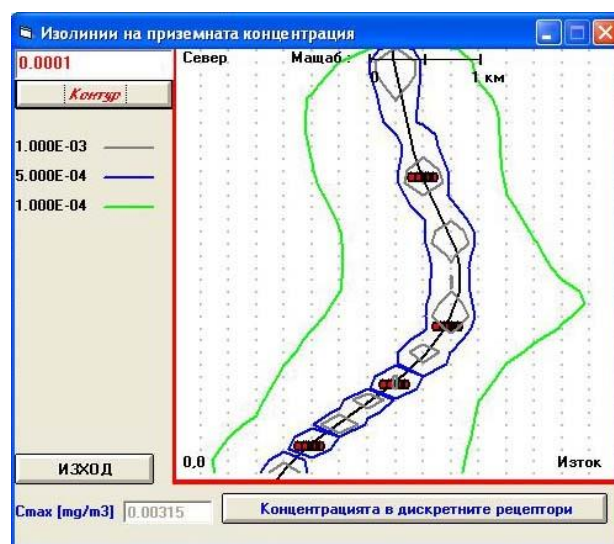 Изолинии на приземната концентрация
0.0001
Контур
1.000E-03
5.000E-04
1.000E-04
Север
Мащаб :
0
1 км
0,0
Изток
ИЗХОД
Cmax [mg/m3]
0.00315
Концентрацията в дискретните рецептори